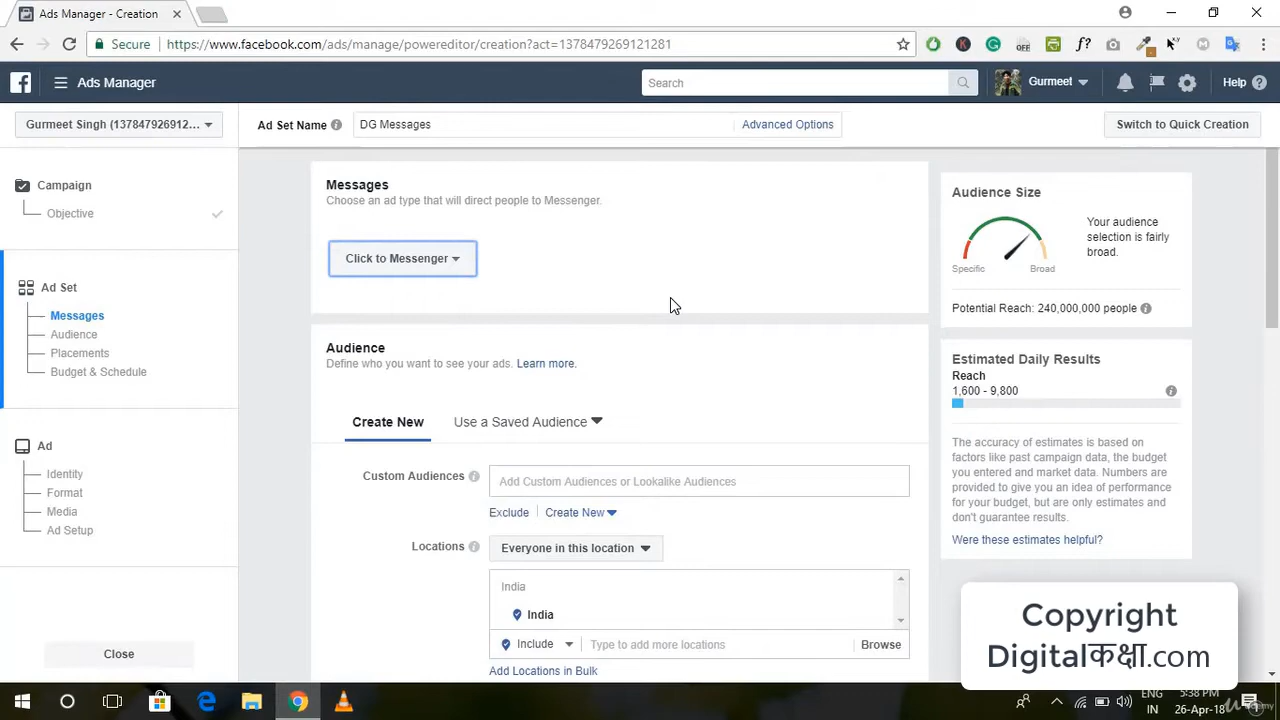 Ads Manager - Creation
Secure
https://www.facebook.com/ads/manage/powereditor/creation?act=1378479269121281
Ads Manager
Search
Gurmeet
Help
Gurmeet Singh (137847926912...
Ad Set Name
DG Messages
Advanced Options
Switch to Quick Creation
Campaign
Objective
Ad Set
Messages
Audience
Placements
Budget & Schedule
Ad
Identity
Format
Media
Ad Setup
Close
Messages
Choose an ad type that will direct people to Messenger.
Click to Messenger
Audience
Define who you want to see your ads. Learn more.
Create New
Use a Saved Audience
Custom Audiences
Add Custom Audiences or Lookalike Audiences
Exclude
Create New
Locations
Everyone in this location
India
India
Include
Type to add more locations
Browse
Add Locations in Bulk
Audience Size
Specific
Broad
Your audience
selection is fairly
broad.
Potential Reach: 240,000,000 people
Estimated Daily Results
Reach
1,600 - 9,800
The accuracy of estimates is based on
factors like past campaign data, the budget
you entered and market data. Numbers are
provided to give you an idea of performance
for your budget, but are only estimates and
don't guarantee results.
Were these estimates helpful?
Copyright
Digitalकक्षा.com
ENG
IN
5:38 PM
26-Apr-18